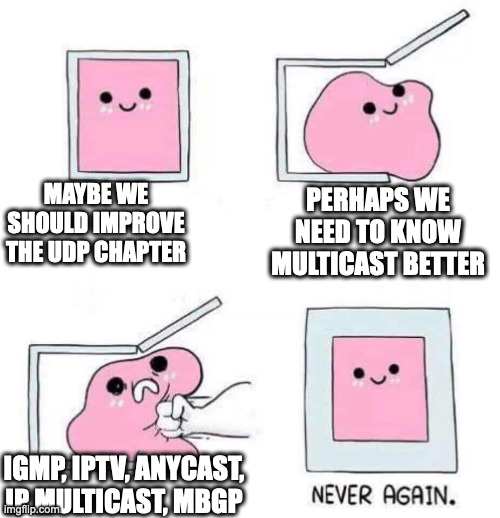 MAYBE WE
SHOULD IMPROVE
THE UDP CHAPTER
PERHAPS WE
NEED TO KNOW
MULTICAST BETTER
IGMP, IPTV, ANYCAST,
IP MULTICAST, MBGP
imgflip.com
NEVER AGAIN.